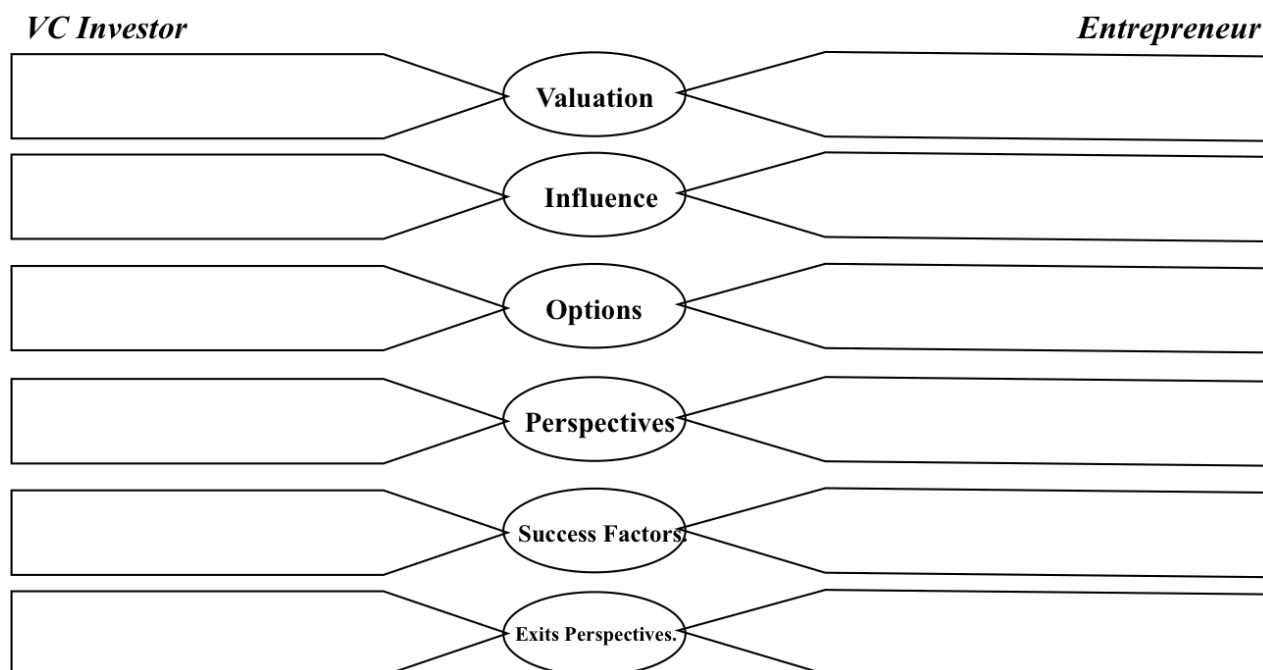 VC Investor
Entrepreneur
Valuation
Influence
Options
Perspectives
Success Factors.
Exits Perspectives.